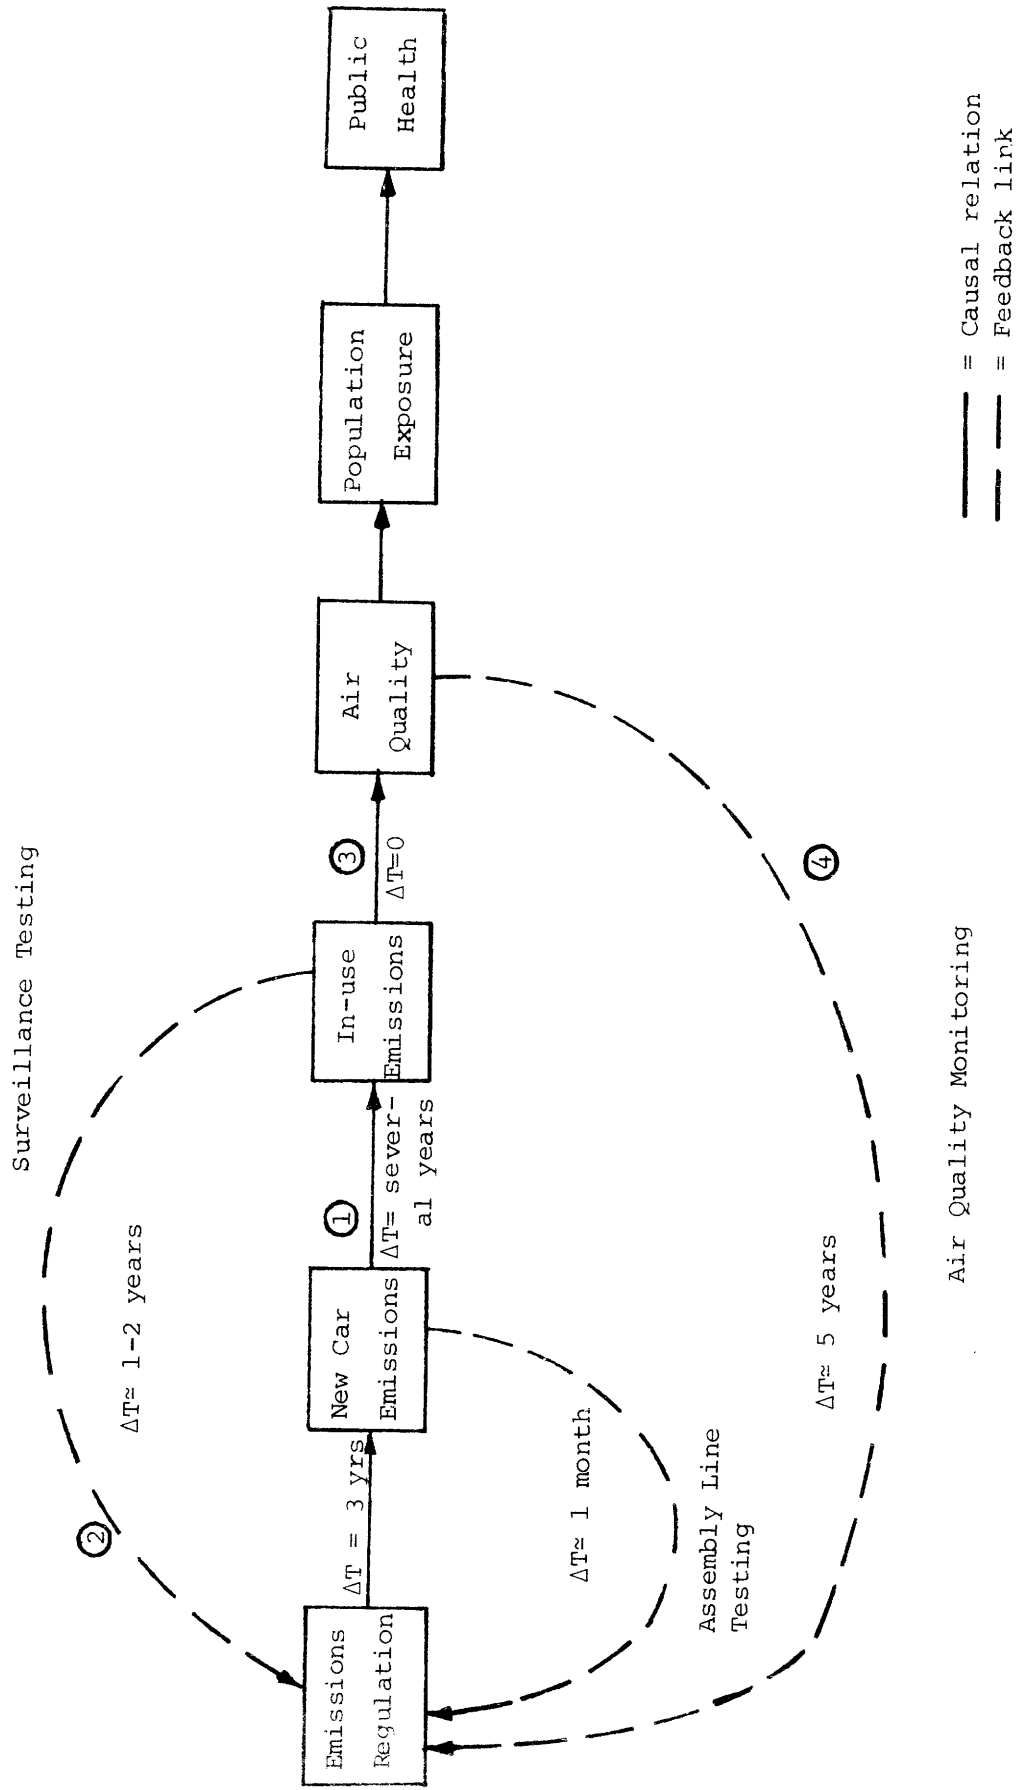 Surveillance Testing
2
ΔT≃ 1-2 years
Emissions
Regulation
ΔT = 3 yrs
New Car
Emissions
1
ΔT= sever-
al years
In-use
Emissions
3
ΔT=0
Air
Quality
Population
Exposure
Public
Health
ΔT≃ 1 month
Assembly Line
Testing
4
ΔT≃ 5 years
Air Quality Monitoring
= Causal relation
= Feedback link